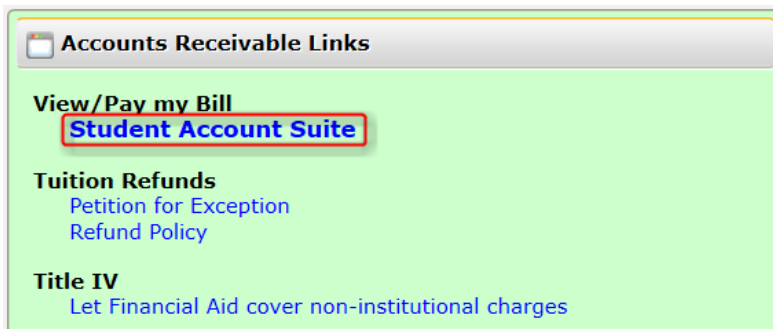 Accounts Receivable Links
View/Pay my Bill
Student Account Suite
Tuition Refunds
Petition for Exception
Refund Policy
Title IV
Let Financial Aid cover non-institutional charges